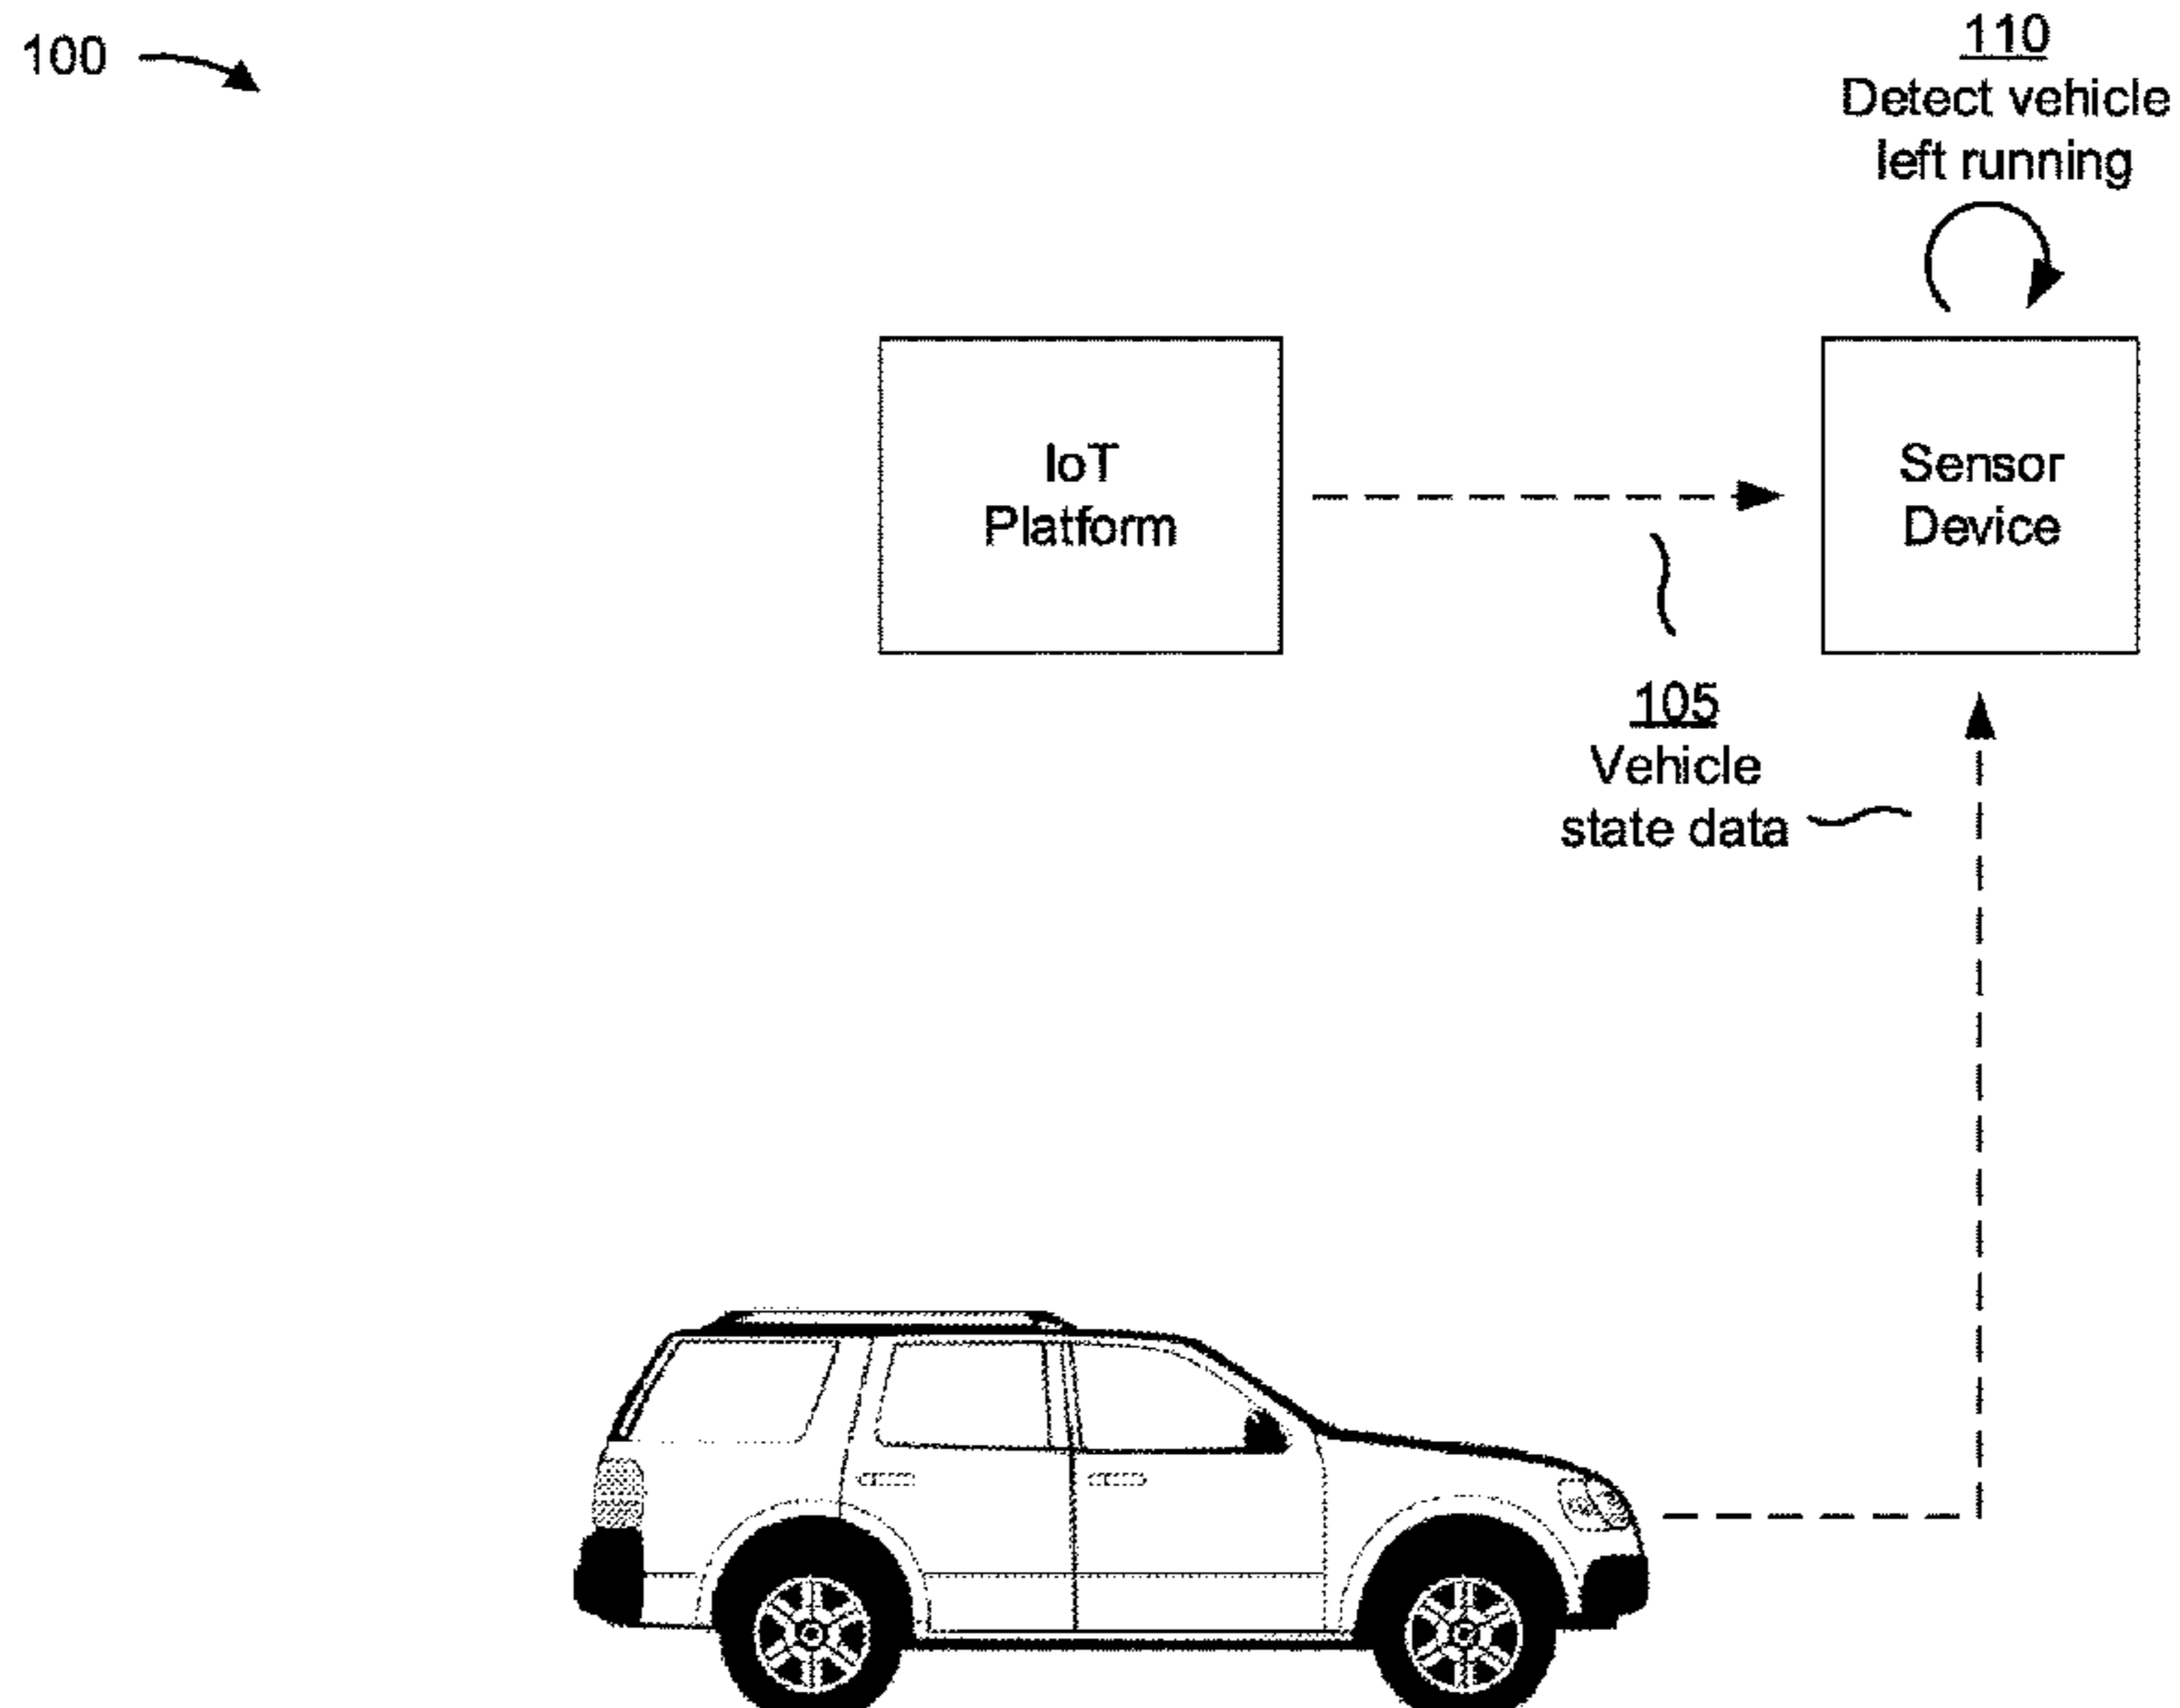 100
110
Detect vehicle
left running
IoT
Platform
Sensor
Device
105
Vehicle
state data